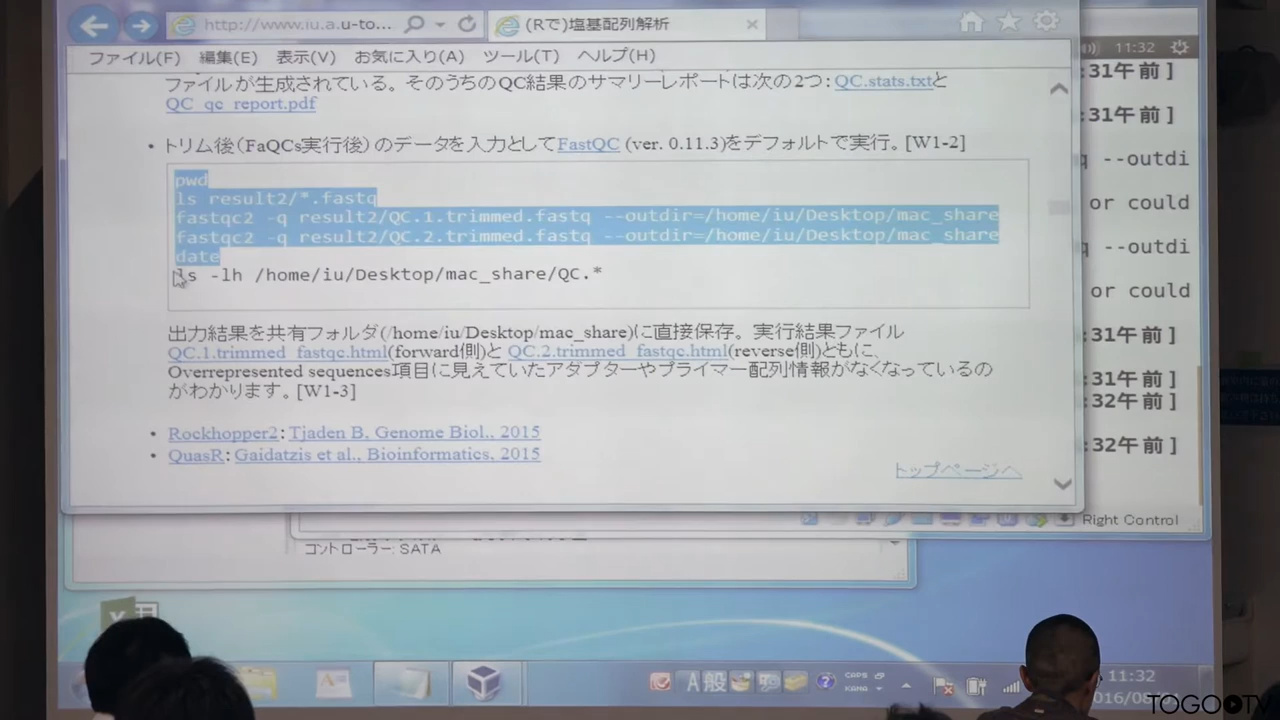 http://www.iu.a.u-to...
(Rで)塩基配列解析
ファイル(F) 編集(E) 表示(V) お気に入り(A) ツール(T) ヘルプ(H)
11:32
ファイルが生成されている。そのうちのQC結果のサマリーレポートは次の2つ：QC.stats.txtと
QC_qc_report.pdf
・トリム後（FaQCs実行後）のデータを入力としてFastQC (ver. 0.11.3)をデフォルトで実行。[W1-2]
pwd
ls result2/*.fastq
fastqc2 -q result2/QC.1.trimmed.fastq --outdir=/home/iu/Desktop/mac_share
fastqc2 -q result2/QC.2.trimmed.fastq --outdir=/home/iu/Desktop/mac_share
date
ls -lh /home/iu/Desktop/mac_share/QC.*
出力結果を共有フォルダ(/home/iu/Desktop/mac_share)に直接保存。実行結果ファイル
QC.1.trimmed_fastqc.html(forward側)と QC.2.trimmed_fastqc.html(reverse側)ともに、
Overrepresented sequences項目に見えていたアダプターやプライマー配列情報がなくなっているの
がわかります。[W1-3]
・Rockhopper2：Tjaden B, Genome Biol., 2015
・QuasR：Gaidatzis et al., Bioinformatics, 2015
トップページへ
:31午前]
:31午前]
q --outdi
or could
q --outdi
or could
:31午前]
:31午前]
:32午前]
:32午前]
Right Control
コントローラー: SATA
A般
CAPS
KANA
11:32
016/08/
TOGOTV